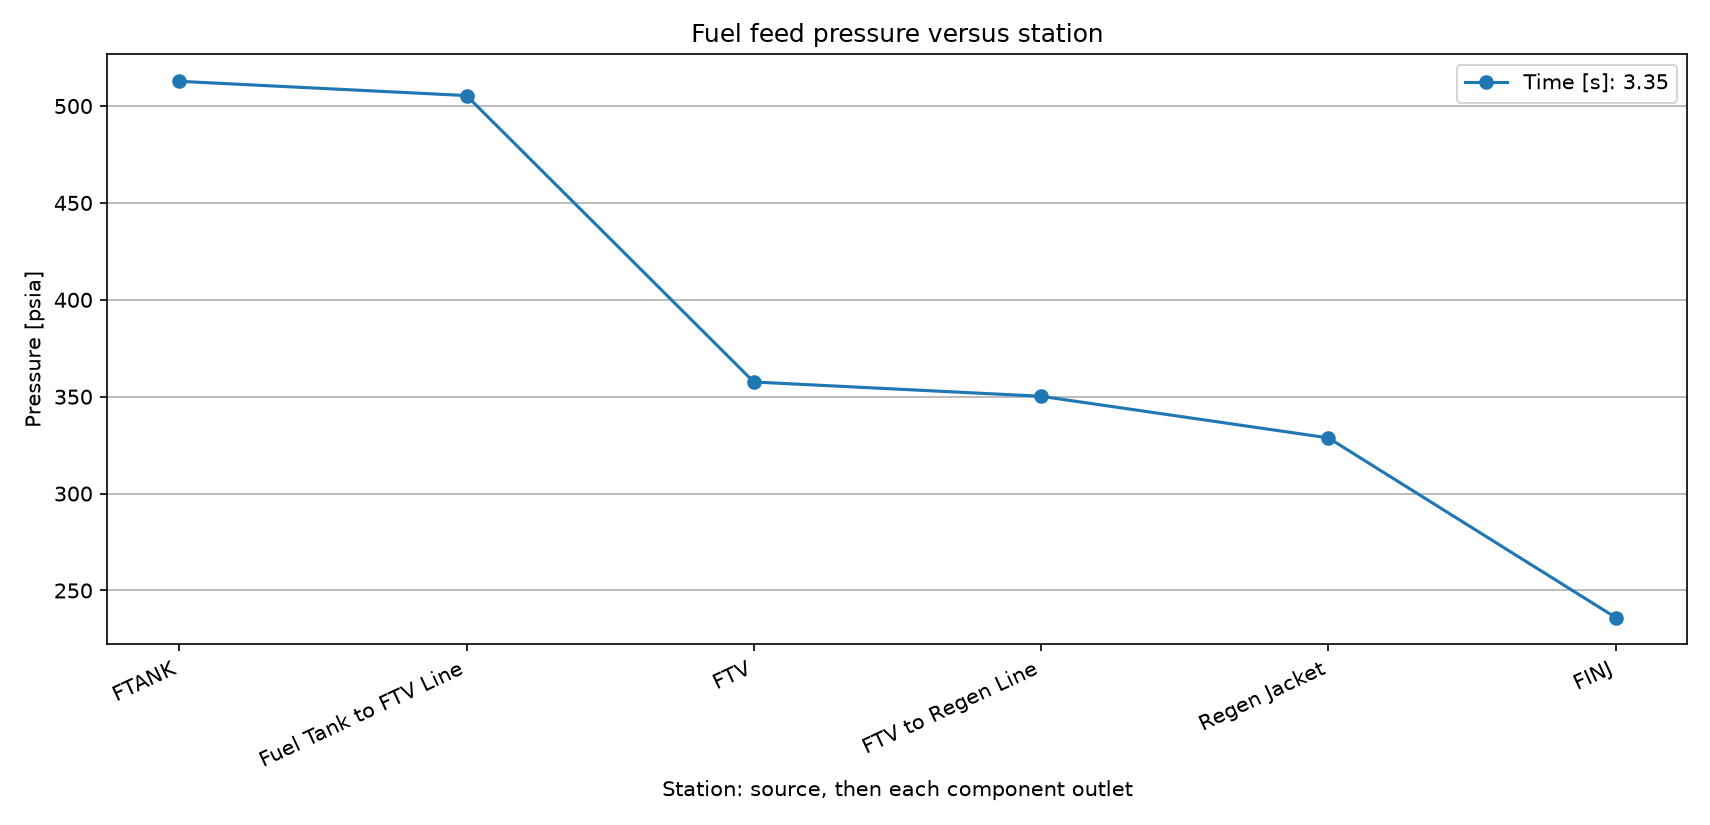 Fuel feed pressure versus station
Time [s]: 3.35
Pressure [psia]
500
450
400
350
300
250
FTANK
Fuel Tank to FTV Line
FTV
FTV to Regen Line
Regen Jacket
FINJ
Station: source, then each component outlet